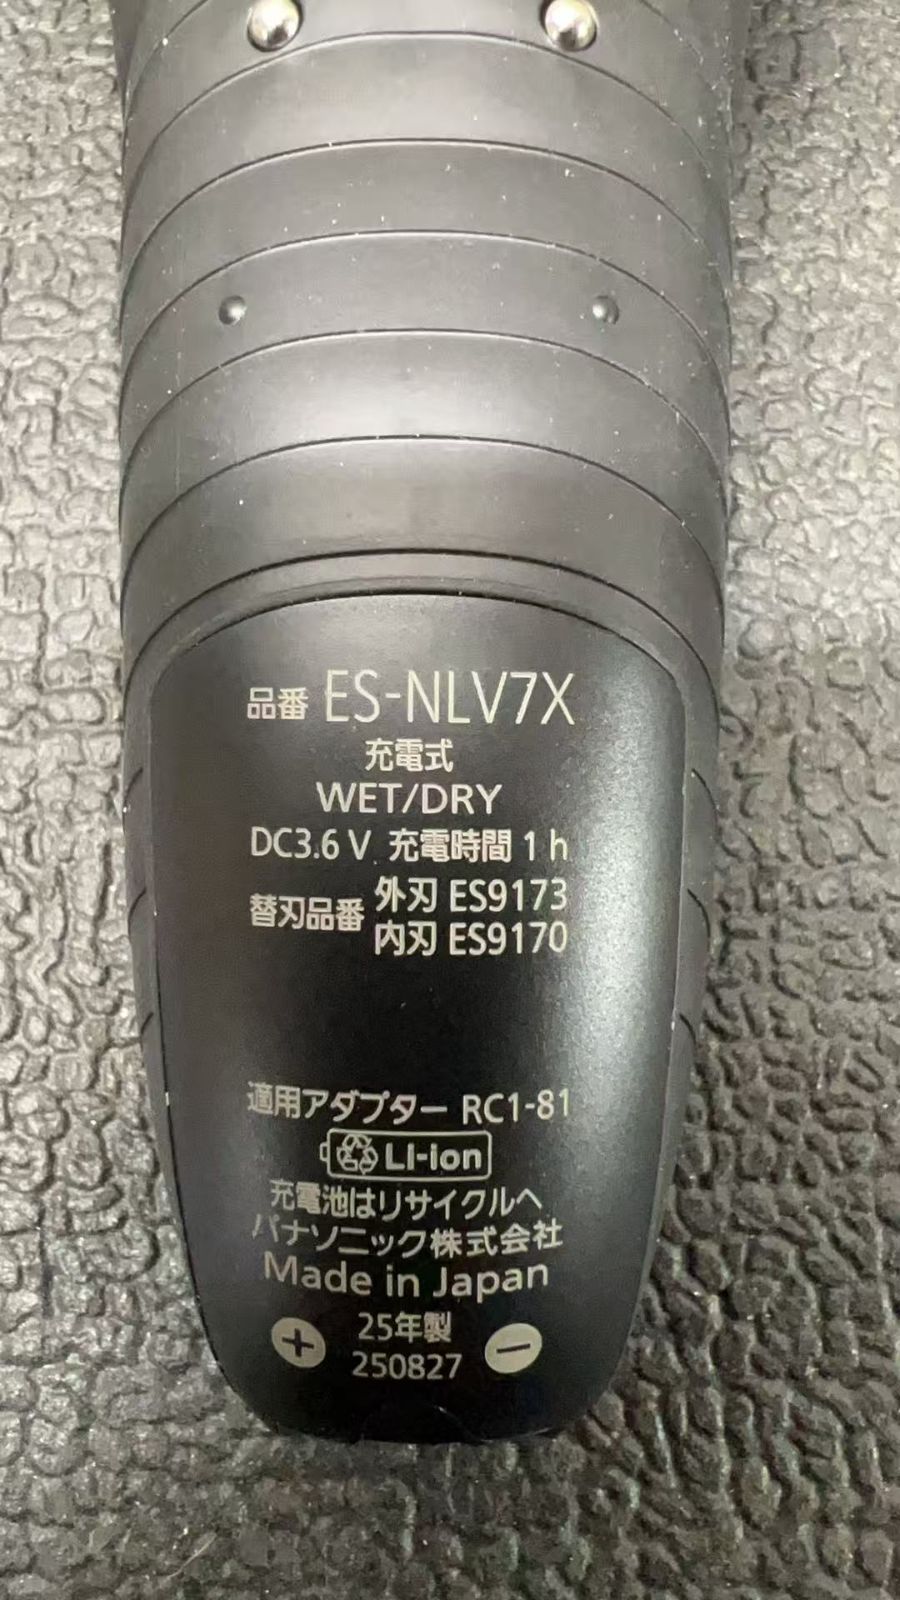 品番 ES-NLV7X
充電式
WET/DRY
DC3.6 V 充電時間 1 h
替刃品番 外刃 ES9173
内刃 ES9170
適用アダプター RC1-81
Li-ion
充電池はリサイクルへ
パナソニック株式会社
Made in Japan
25年製
+ 250827 −